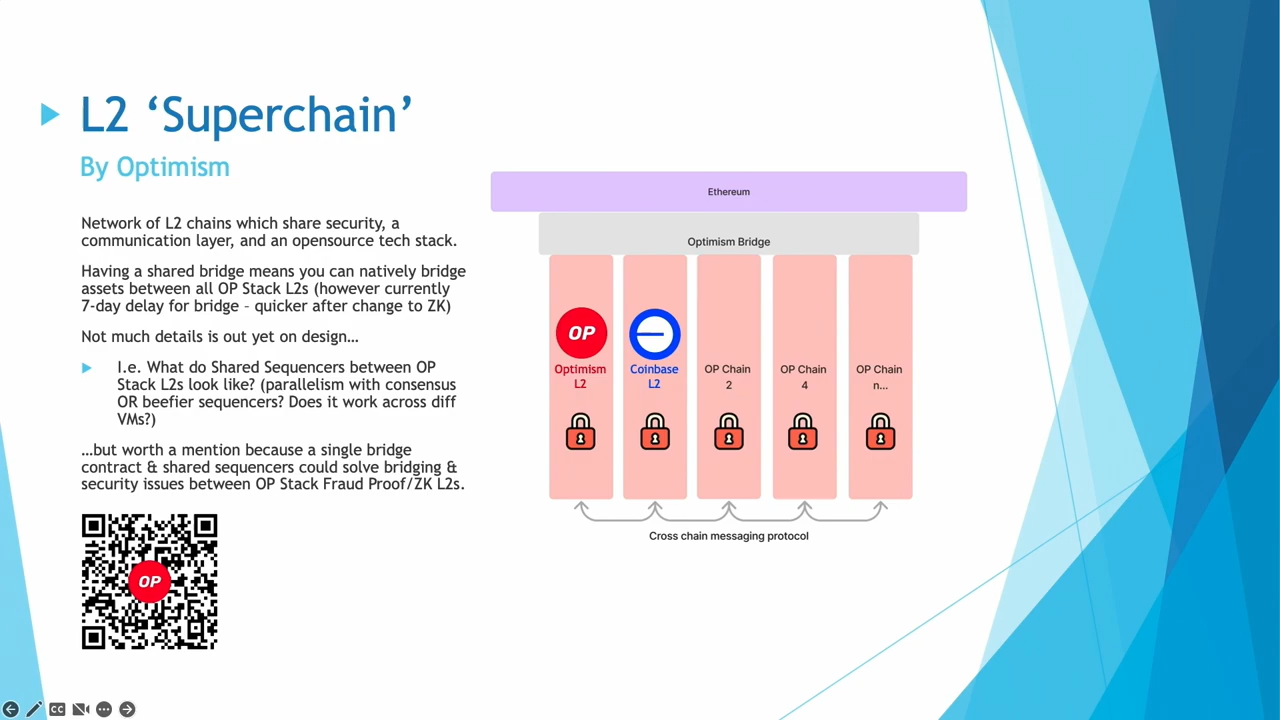 L2 ‘Superchain’
By Optimism
Network of L2 chains which share security, a
communication layer, and an opensource tech stack.
Having a shared bridge means you can natively bridge
assets between all OP Stack L2s (however currently
7-day delay for bridge – quicker after change to ZK)
Not much details is out yet on design…
I.e. What do Shared Sequencers between OP
Stack L2s look like? (parallelism with consensus
OR beefier sequencers? Does it work across diff
VMs?)
…but worth a mention because a single bridge
contract & shared sequencers could solve bridging &
security issues between OP Stack Fraud Proof/ZK L2s.
OP
Ethereum
Optimism Bridge
OP
Optimism
L2
Coinbase
L2
OP Chain
2
OP Chain
4
OP Chain
n...
Cross chain messaging protocol
CC